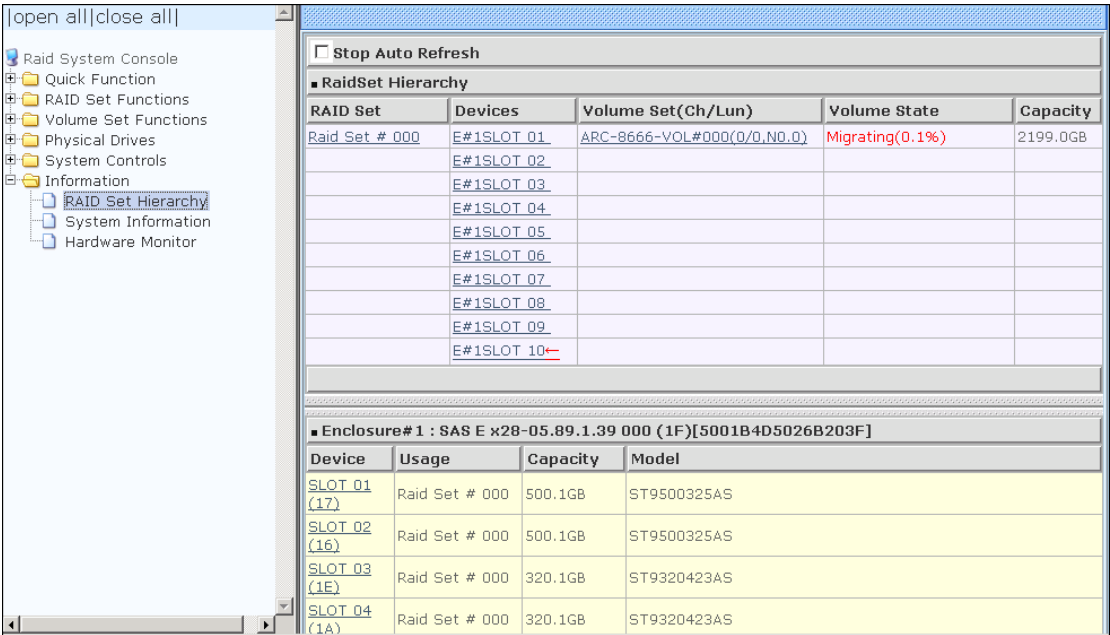 |open all|close all|
Raid System Console
Quick Function
RAID Set Functions
Volume Set Functions
Physical Drives
System Controls
Information
RAID Set Hierarchy
System Information
Hardware Monitor
Stop Auto Refresh
RaidSet Hierarchy
RAID Set Devices Volume Set(Ch/Lun) Volume State Capacity
Raid Set # 000 E#1SLOT 01 ARC-8666-VOL#000(0/0,N0.0) Migrating(0.1%) 2199.0GB
E#1SLOT 02
E#1SLOT 03
E#1SLOT 04
E#1SLOT 05
E#1SLOT 06
E#1SLOT 07
E#1SLOT 08
E#1SLOT 09
E#1SLOT 10←
Enclosure#1 : SAS E x28-05.89.1.39 000 (1F)[5001B4D5026B203F]
Device Usage Capacity Model
SLOT 01 (17) Raid Set # 000 500.1GB ST9500325AS
SLOT 02 (16) Raid Set # 000 500.1GB ST9500325AS
SLOT 03 (1E) Raid Set # 000 320.1GB ST9320423AS
SLOT 04 (1A) Raid Set # 000 320.1GB ST9320423AS